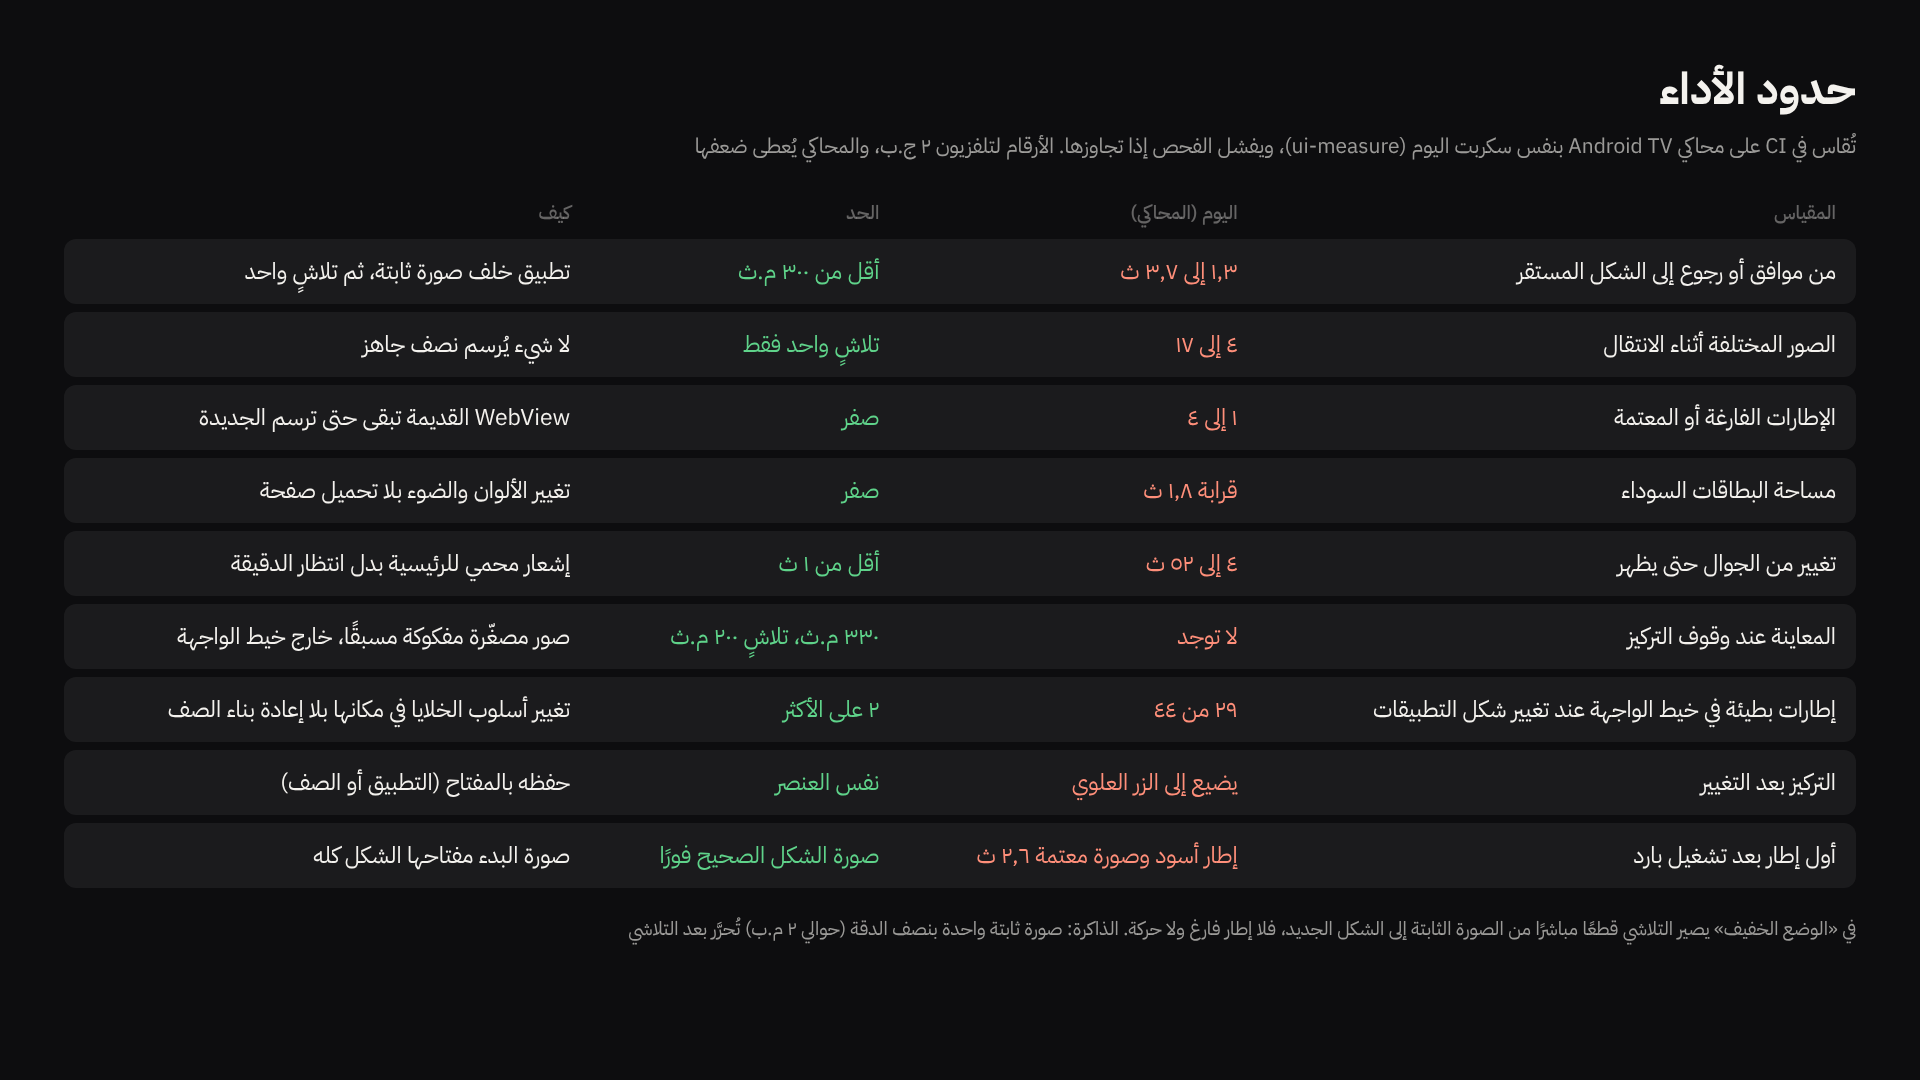 حدود الأداء
تُقاس في CI على محاكي Android TV بنفس سكربت اليوم (ui-measure)، ويفشل الفحص إذا تجاوزها. الأرقام لتلفزيون ٢ ج.ب، والمحاكي يُعطى ضعفها
المقياس اليوم (المحاكي) الحد كيف
من موافق أو رجوع إلى الشكل المستقر ١,٣ إلى ٣,٧ ث أقل من ٣٠٠ م.ث تطبيق خلف صورة ثابتة، ثم تلاشٍ واحد
الصور المختلفة أثناء الانتقال ٤ إلى ١٧ تلاشٍ واحد فقط لا شيء يُرسم نصف جاهز
الإطارات الفارغة أو المعتمة ١ إلى ٤ صفر WebView القديمة تبقى حتى ترسم الجديدة
مساحة البطاقات السوداء قرابة ١,٨ ث صفر تغيير الألوان والضوء بلا تحميل صفحة
تغيير من الجوال حتى يظهر ٤ إلى ٥٢ ث أقل من ١ ث إشعار محمي للرئيسية بدل انتظار الدقيقة
المعاينة عند وقوف التركيز لا توجد ٣٣٠ م.ث، تلاشٍ ٢٠٠ م.ث صور مصغّرة مفكوكة مسبقًا، خارج خيط الواجهة
إطارات بطيئة في خيط الواجهة عند تغيير شكل التطبيقات ٢٩ من ٤٤ ٢ على الأكثر تغيير أسلوب الخلايا في مكانها بلا إعادة بناء الصف
التركيز بعد التغيير يضيع إلى الزر العلوي نفس العنصر حفظه بالمفتاح (التطبيق أو الصف)
أول إطار بعد تشغيل بارد إطار أسود وصورة معتمة ٢,٦ ث صورة الشكل الصحيح فورًا صورة البدء مفتاحها الشكل كله
في «الوضع الخفيف» يصير التلاشي قطعًا مباشرًا من الصورة الثابتة إلى الشكل الجديد، فلا إطار فارغ ولا حركة. الذاكرة: صورة ثابتة واحدة بنصف الدقة (حوالي ٢ م.ب) تُحرَّر بعد التلاشي